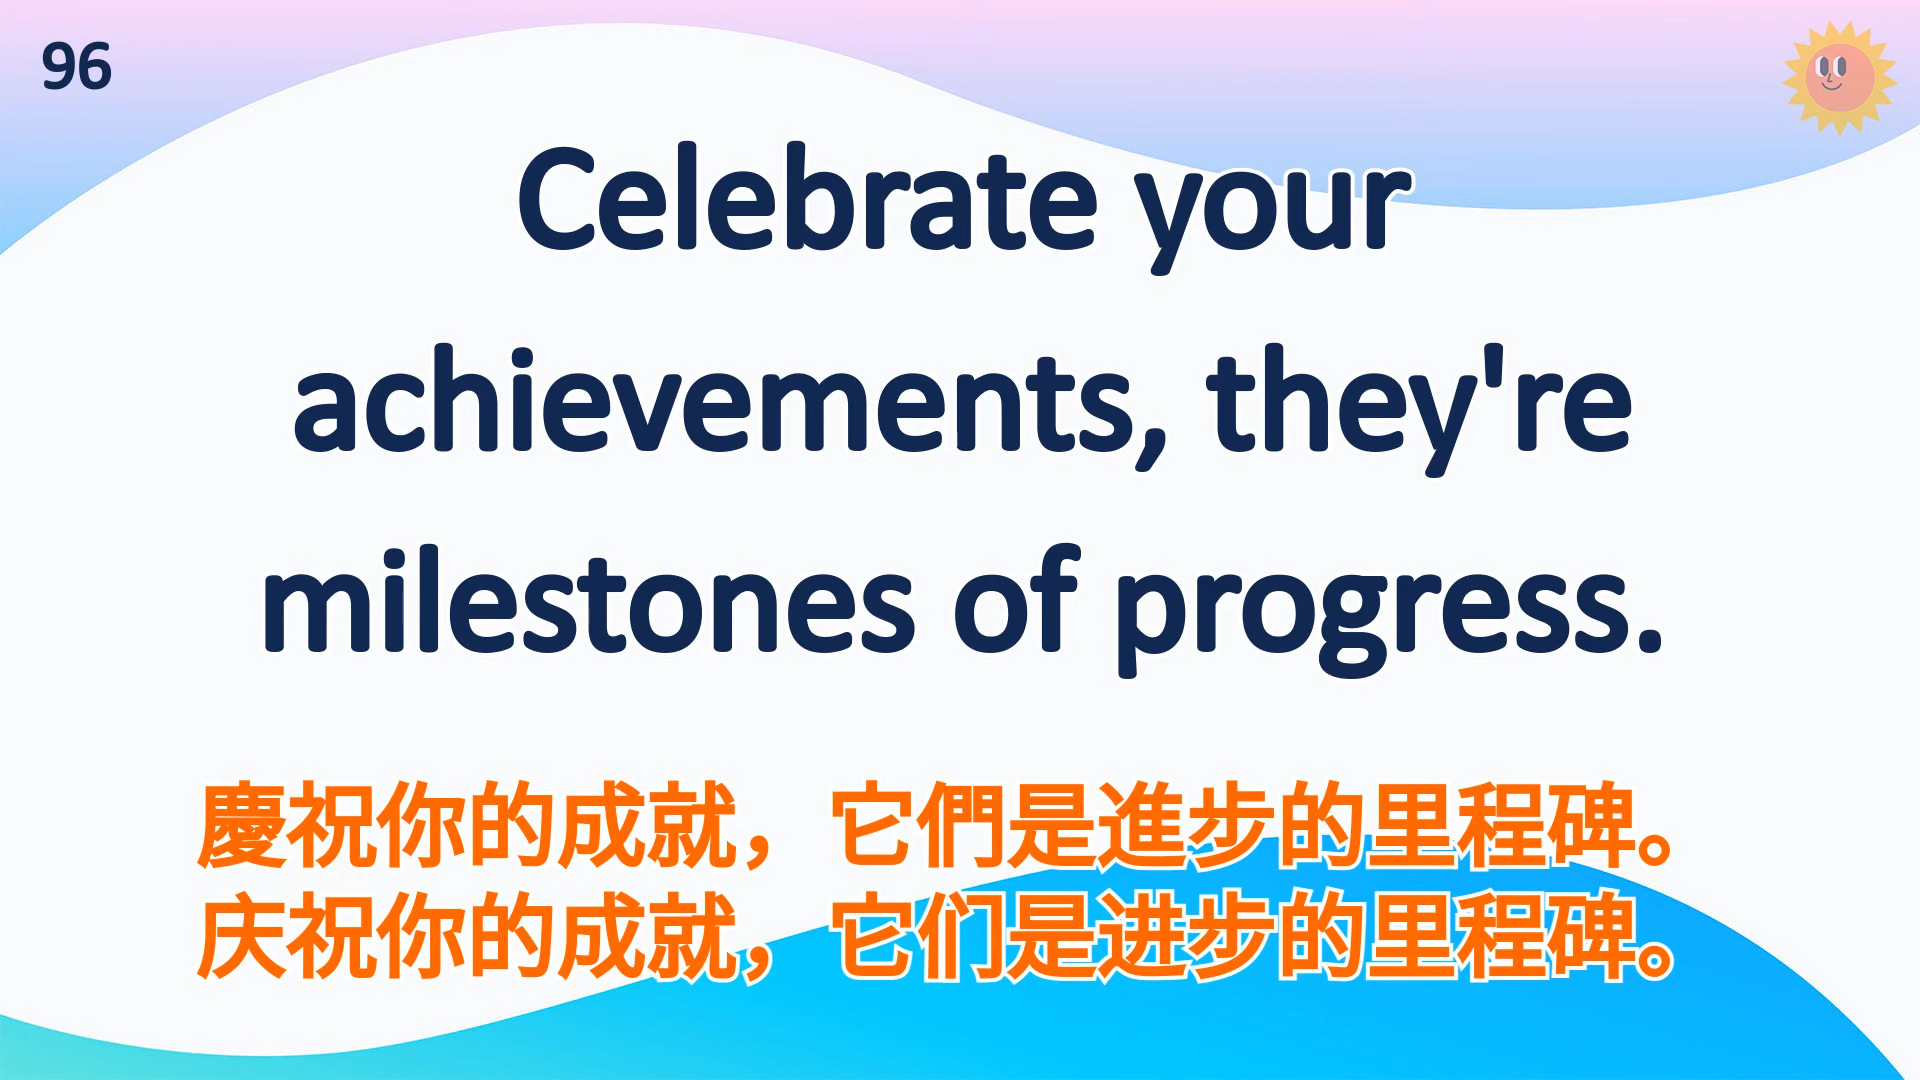 96
Celebrate your
achievements, they're
milestones of progress.
慶祝你的成就，它們是進步的里程碑。
庆祝你的成就，它们是进步的里程碑。